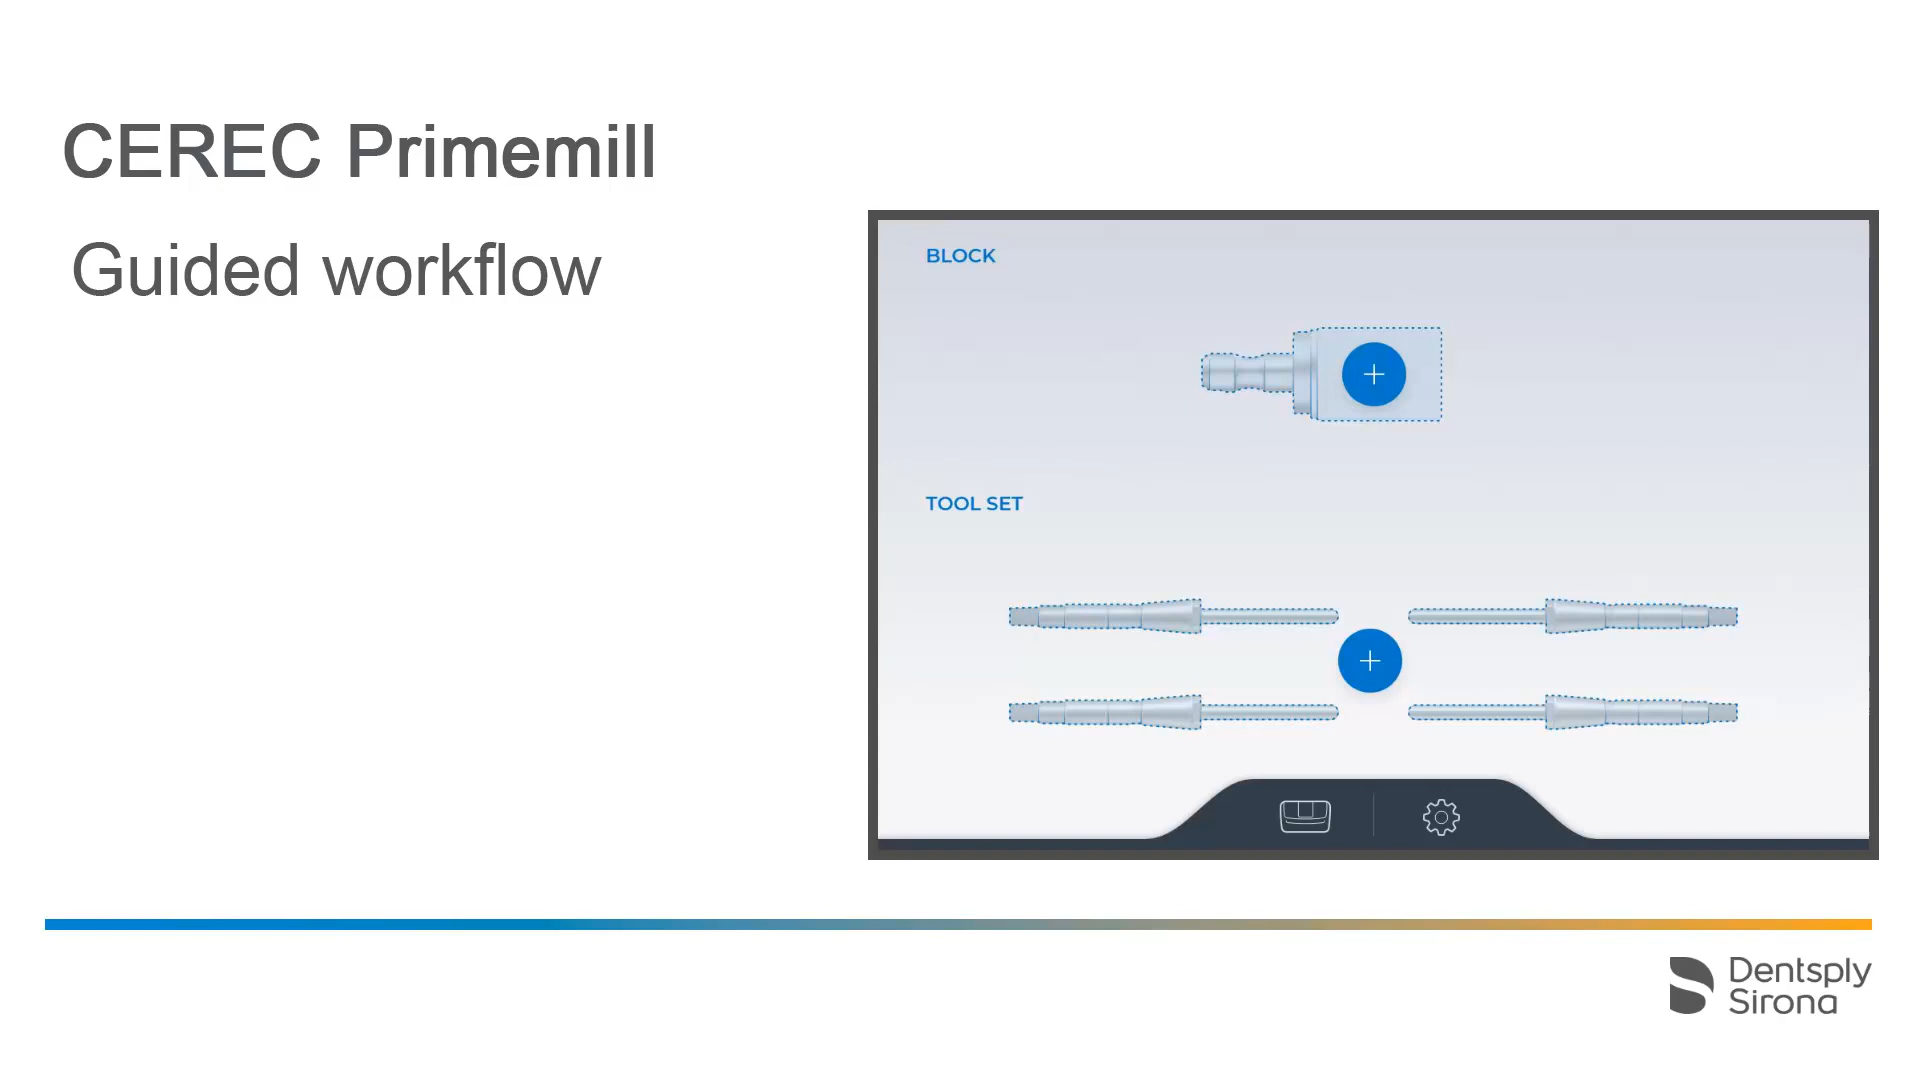 CEREC Primemill
Guided workflow
BLOCK
TOOL SET
Dentsply
Sirona